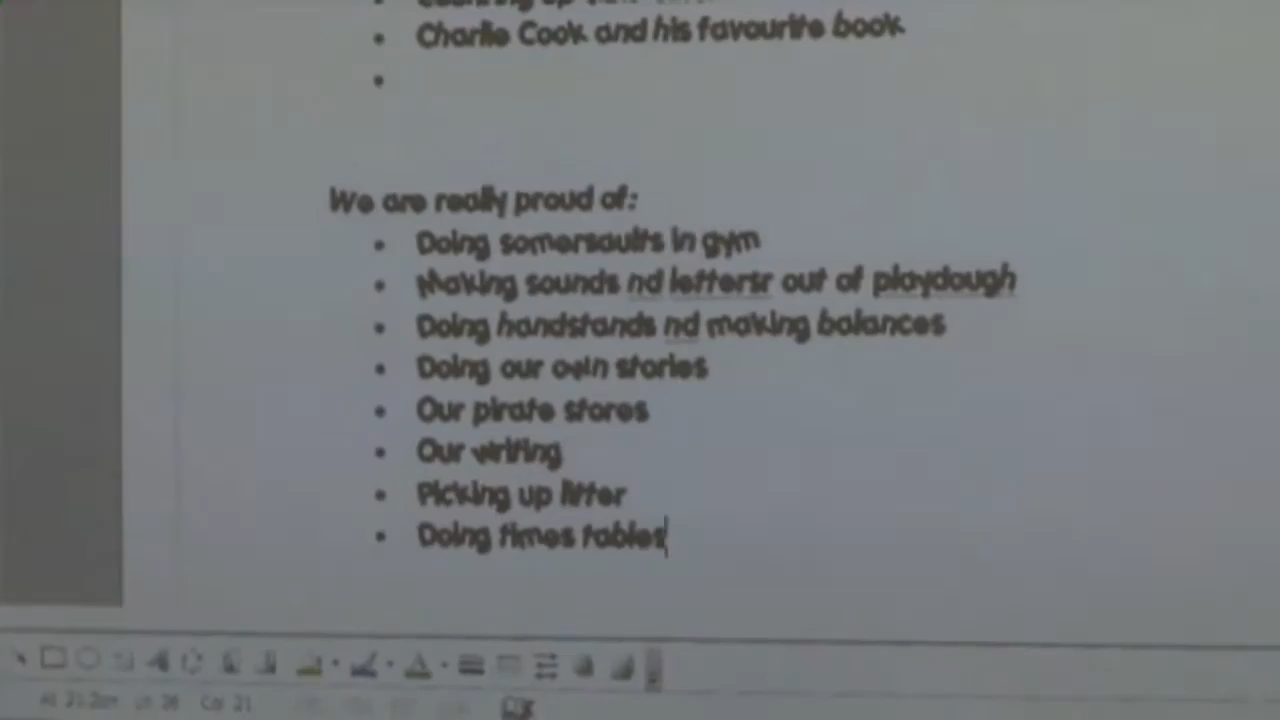 Charlie Cook and his favourite book
We are really proud of:
Doing somersaults in gym
Making sounds nd lettersr out of playdough
Doing handstands nd making balances
Doing our own stories
Our pirate stores
Our writing
Picking up litter
Doing times tables